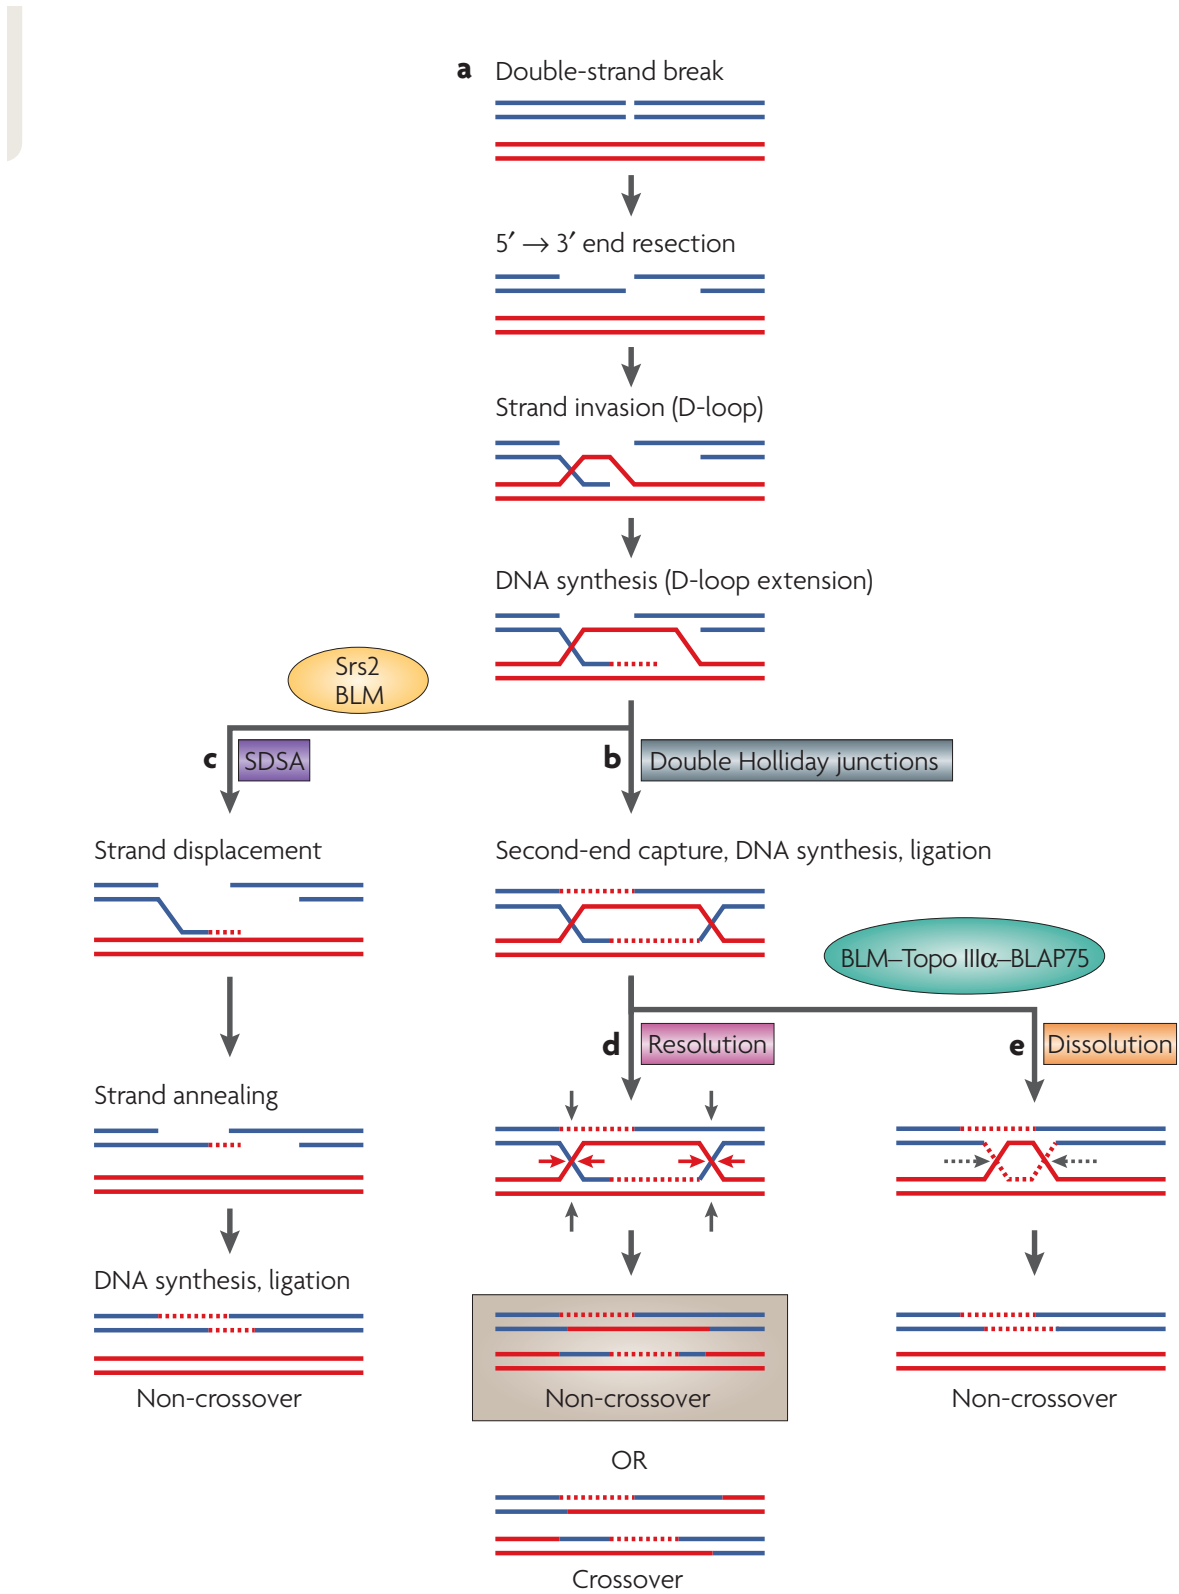 a Double-strand break
5′ → 3′ end resection
Strand invasion (D-loop)
DNA synthesis (D-loop extension)
Srs2
BLM
c SDSA
b Double Holliday junctions
Strand displacement
Second-end capture, DNA synthesis, ligation
BLM–Topo IIIα–BLAP75
d Resolution
e Dissolution
Strand annealing
DNA synthesis, ligation
Non-crossover
Non-crossover
Non-crossover
OR
Crossover